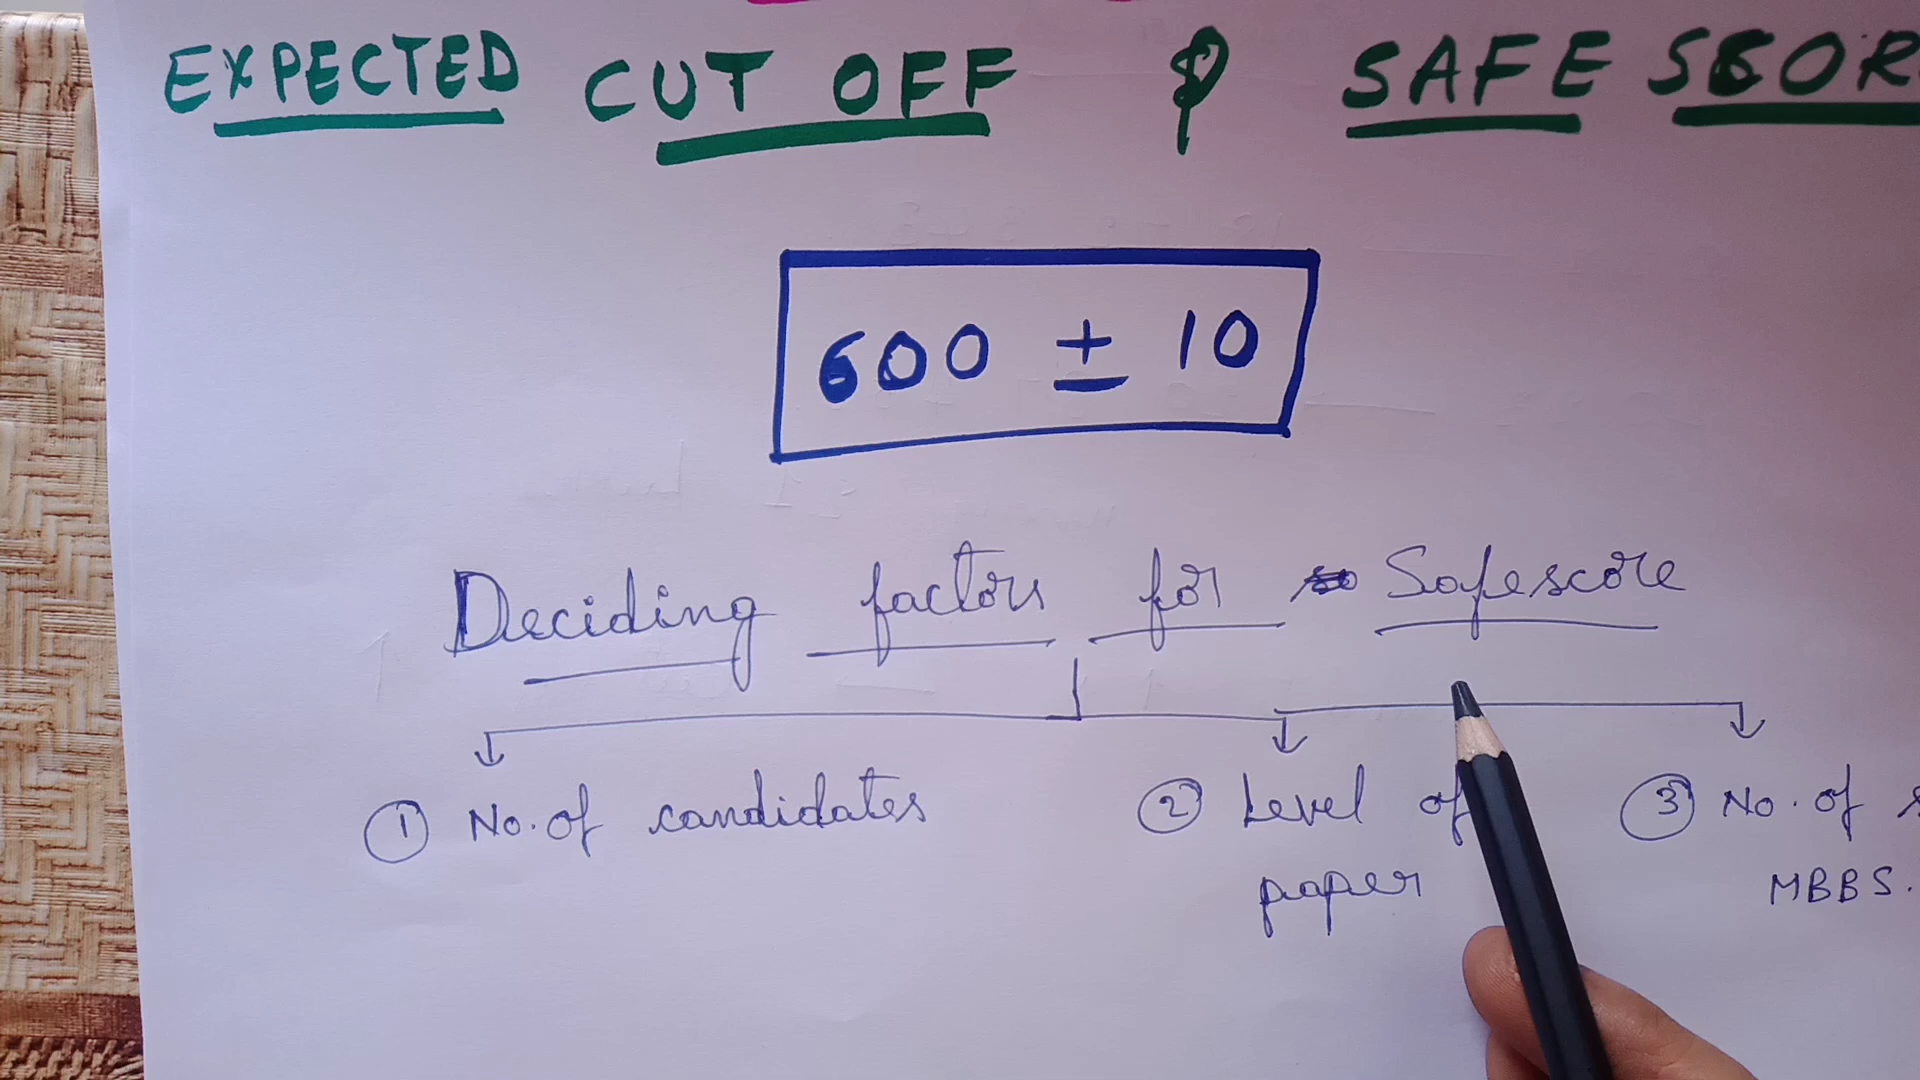 EXPECTED CUT OFF & SAFE SCOR
600 ± 10
Deciding factors for Safescore
① No. of candidates ② Level of ③ No. of
paper MBBS.